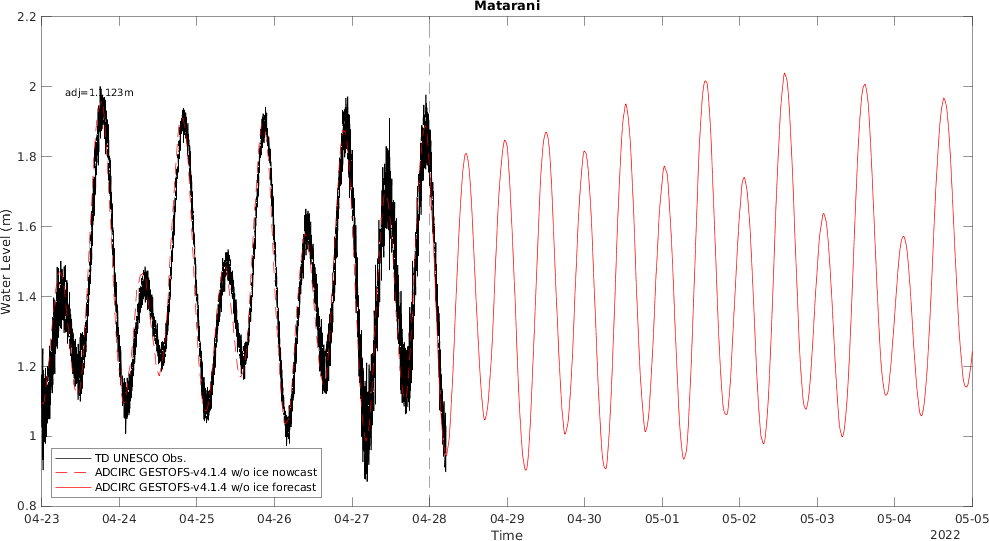 Matarani
2.2
2
1.8
1.6
1.4
1.2
1
0.8
Water Level (m)
TD UNESCO Obs.
ADCIRC GESTOFS-v4.1.4 w/o ice nowcast
ADCIRC GESTOFS-v4.1.4 w/o ice forecast
04-23 04-24 04-25 04-26 04-27 04-28 04-29 04-30 05-01 05-02 05-03 05-04 05-05
Time
2022